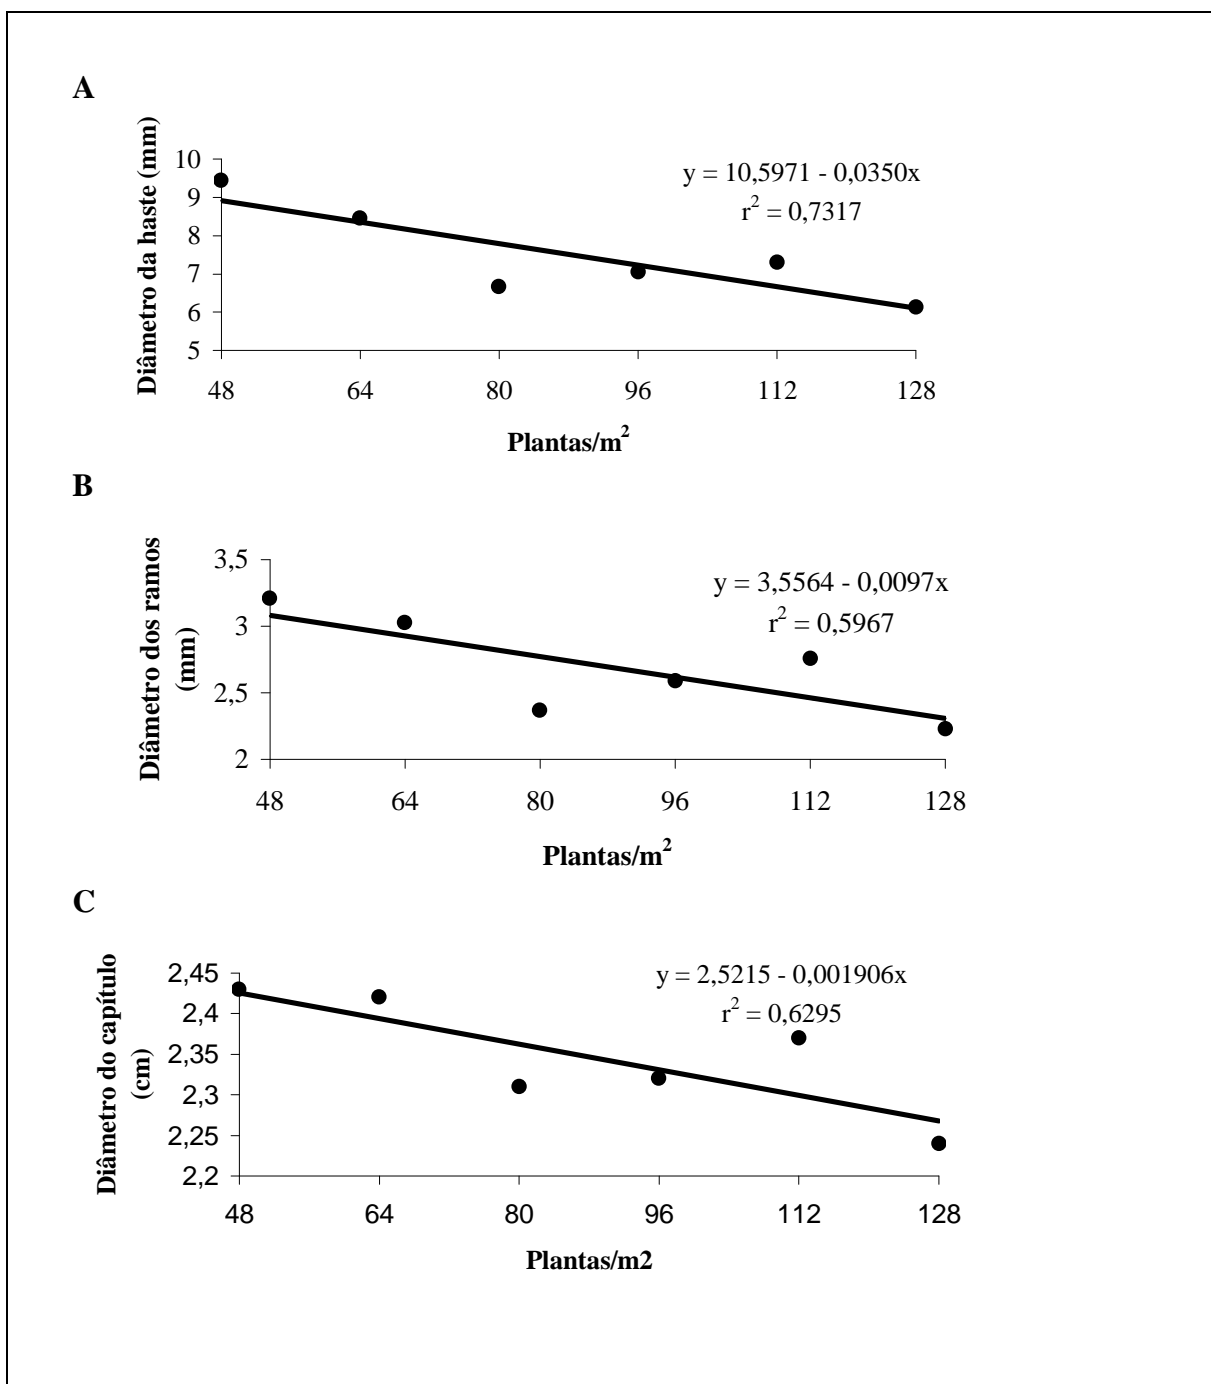 A
Diâmetro da haste (mm)
10
9
8
7
6
5
y = 10,5971 - 0,0350x
r² = 0,7317
48 64 80 96 112 128
Plantas/m²
B
Diâmetro dos ramos
(mm)
3,5
3
2,5
2
y = 3,5564 - 0,0097x
r² = 0,5967
48 64 80 96 112 128
Plantas/m²
C
Diâmetro do capítulo
(cm)
2,45
2,4
2,35
2,3
2,25
2,2
y = 2,5215 - 0,001906x
r² = 0,6295
48 64 80 96 112 128
Plantas/m2